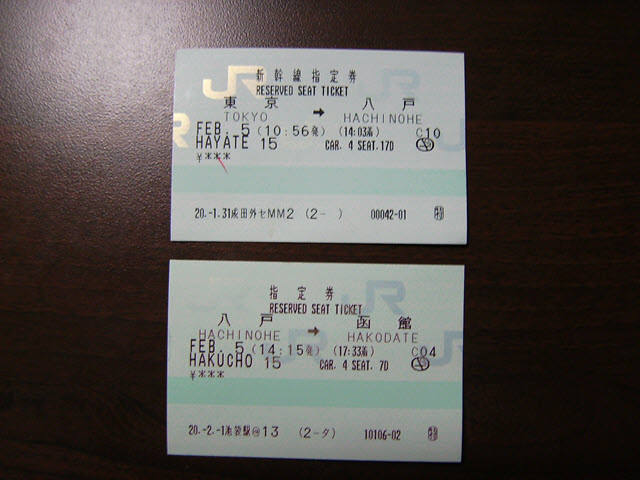 JR
新幹線指定券
RESERVED SEAT TICKET
東京 → 八戸
TOKYO HACHINOHE
FEB. 5 (10:56発) (14:03着) C10
HAYATE 15 CAR. 4 SEAT.17D
¥***
20.-1.31成田外セMM2 (2- ) 00042-01
指定券
RESERVED SEAT TICKET
JR
八戸 → 函館
HACHINOHE HAKODATE
FEB. 5 (14:15発) (17:33着) C04
HAKUCHO 15 CAR. 4 SEAT. 7D
¥***
20.-2.-1池袋駅@13 (2-タ) 10106-02